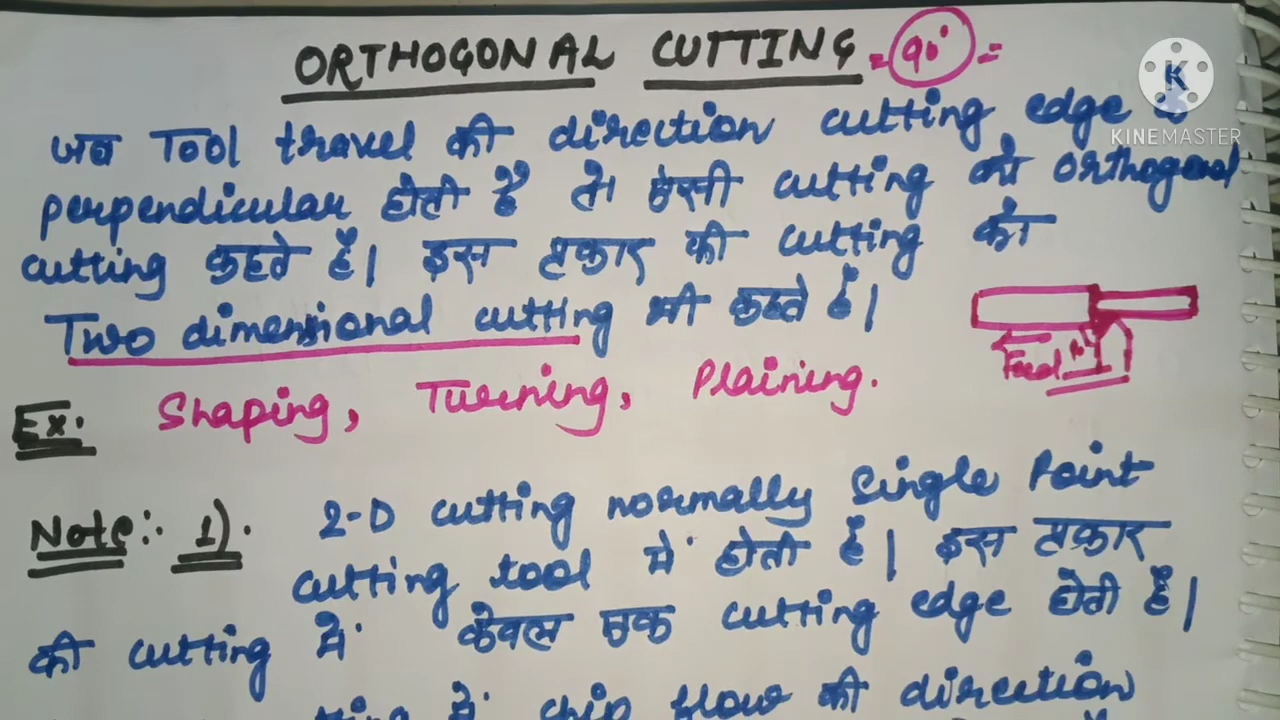 ORTHOGONAL CUTTING = 90° =
K
KINEMASTER
जब Tool travel की direction cutting edge के
perpendicular होती है तो ऐसी cutting को orthogonal
cutting कहते हैं। इस प्रकार की cutting को
Two dimensional cutting भी कहते हैं।
Feed
Ex. Shaping, Turning, Plaining.
Note:- 1). 2-D cutting normally single Point
cutting tool में होती है। इस प्रकार
की cutting में केवल एक cutting edge होती है।
में chip flow की direction